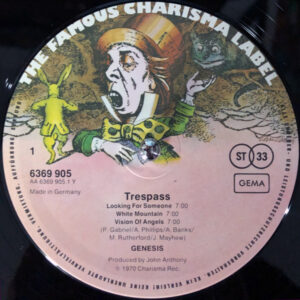 THE FAMOUS CHARISMA LABEL
1
6369 905
AA 6369 905 1 Y
Made in Germany
ST 33
GEMA
Trespass
Looking For Someone 7:00
White Mountain 7:00
Vision Of Angels 7:00
(P. Gabriel/A. Phillips/A. Banks/
M. Rutherford/J. Mayhew)
GENESIS
Produced by John Anthony
℗ 1970 Charisma Rec.